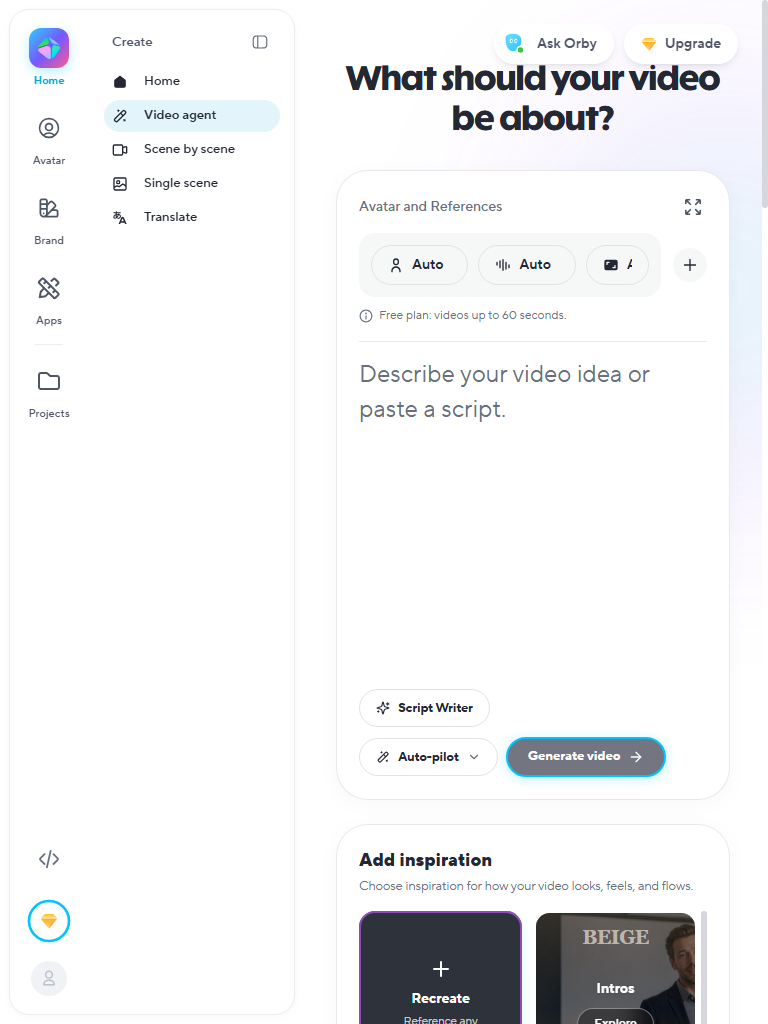 Home
Avatar
Brand
Apps
Projects
Create
Home
Video agent
Scene by scene
Single scene
Translate
Ask Orby
Upgrade
What should your video
be about?
Avatar and References
Auto
Auto
Free plan: videos up to 60 seconds.
Describe your video idea or
paste a script.
Script Writer
Auto-pilot
Generate video
Add inspiration
Choose inspiration for how your video looks, feels, and flows.
Recreate
Reference any
BEIGE
Intros
Explore